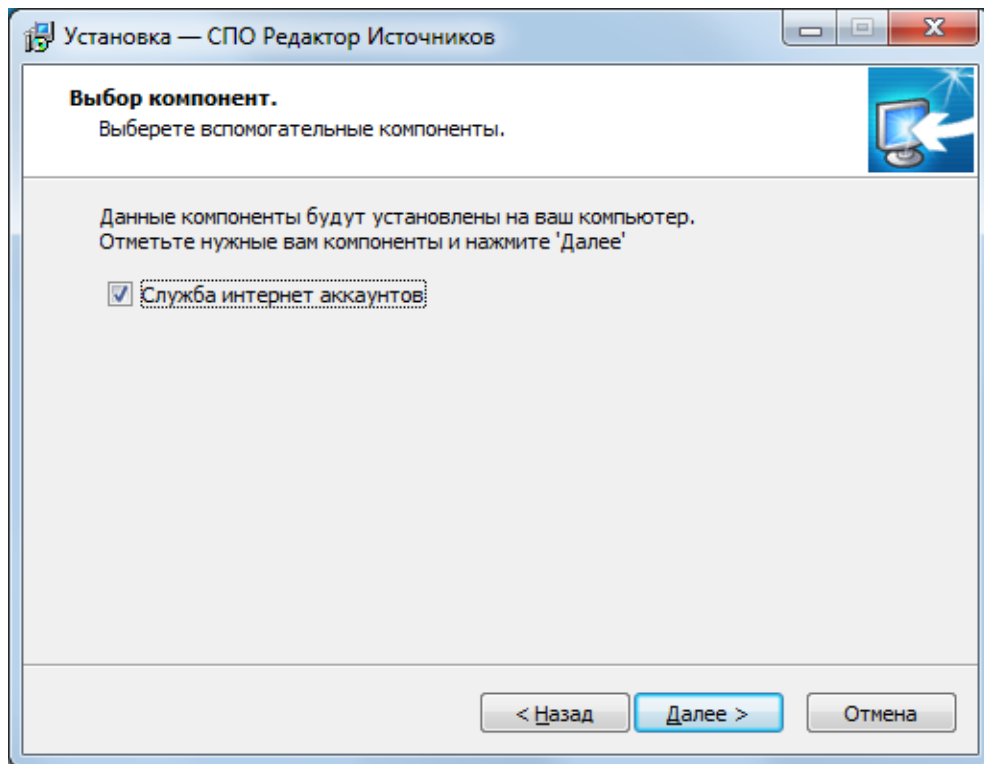 Установка — СПО Редактор Источников
Выбор компонент.
Выберете вспомогательные компоненты.
Данные компоненты будут установлены на ваш компьютер.
Отметьте нужные вам компоненты и нажмите 'Далее'
Служба интернет аккаунтов
< Назад
Далее >
Отмена